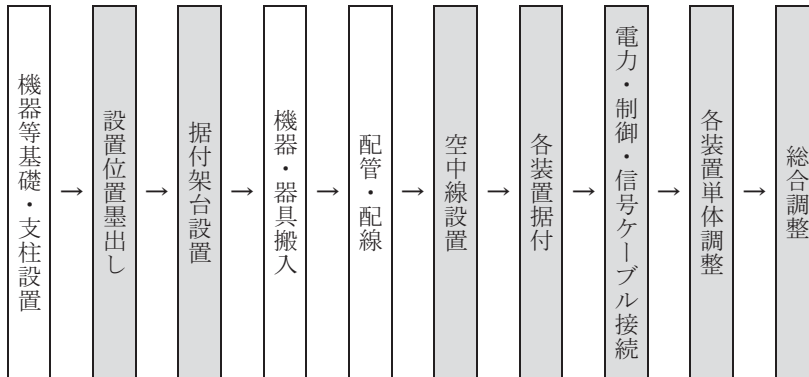 機器等基礎・支柱設置
→
設置位置墨出し
→
据付架台設置
→
機器・器具搬入
→
配管・配線
→
空中線設置
→
各装置据付
→
電力・制御・信号ケーブル接続
→
各装置単体調整
→
総合調整